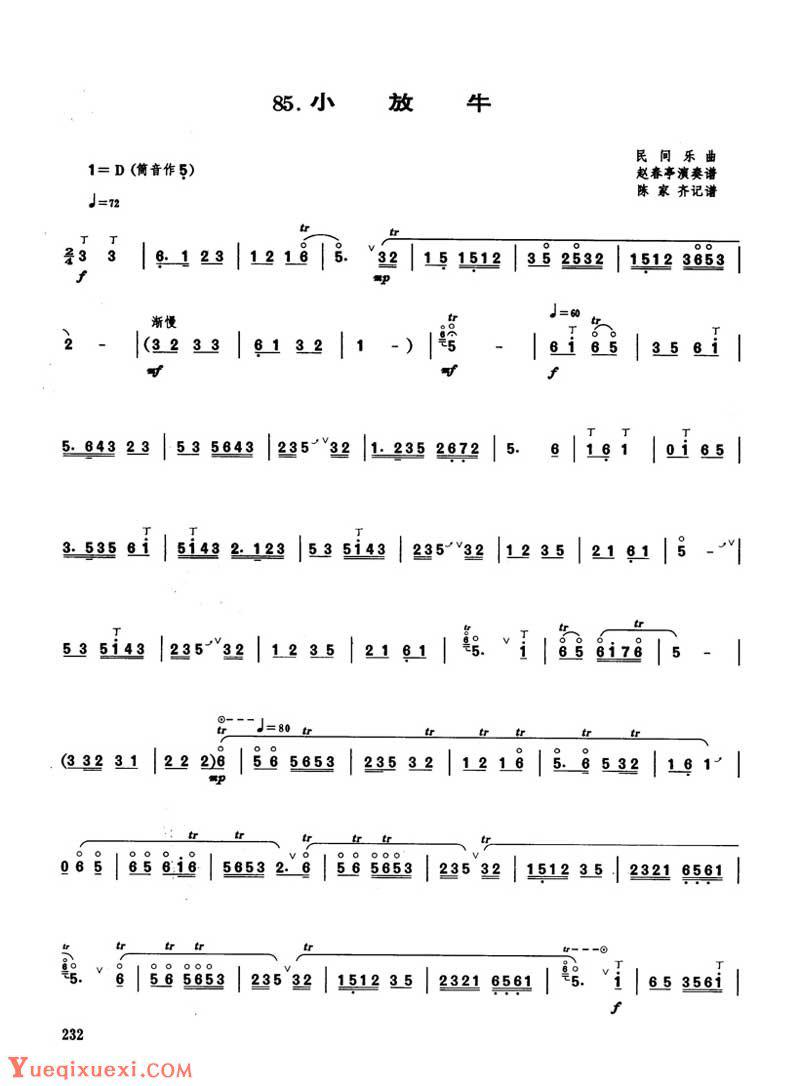 85. 小 放 牛
1= D (筒音作5)
民 间 乐 曲
赵春亭演奏谱
陈 家 齐记谱
♩=72
tr tr
丁 丁
2/4 3 3 | 6. 1 2 3 | 1 2 1 6 | 5. ∨ 32 | 1 5 1512 | 3 5 2532 | 1512 3653 |
f mp
渐慢 tr ♩=60 tr
2 - | (3 2 3 3 | 6 1 3 2 | 1 - ) | 5 - | 6 i 6 5 | 3 5 6 i |
mf mf f
5. 643 2 3 | 5 3 5643 | 235 ∨ 32 | 1. 235 2672 | 5. 6 | 1 6 1 | 0 i 6 5 |
3. 535 6 i | 5i43 2. 123 | 5 3 5i43 | 235 ∨ 32 | 1 2 3 5 | 2 1 6 1 | 5 - ∨ |
5 3 5i43 | 235 ∨ 32 | 1 2 3 5 | 2 1 6 1 | 5. ∨ i | 6 5 6i76 | 5 - |
♩=80
(3 32 3 1 | 2 2 2) 6 | 5 6 5653 | 235 3 2 | 1 2 1 6 | 5. 6 532 | 1 6 1 |
mp
0 6 5 | 6 5 6 i6 | 5653 2. ∨ 6 | 5 6 5653 | 235 ∨ 32 | 1512 3 5 | 2321 6561 |
5. ∨ 6 | 5 6 5653 | 235 ∨ 32 | 1512 3 5 | 2321 6561 | 5. ∨ i | 6 5 356i |
f
232
Yueqixuexi.com